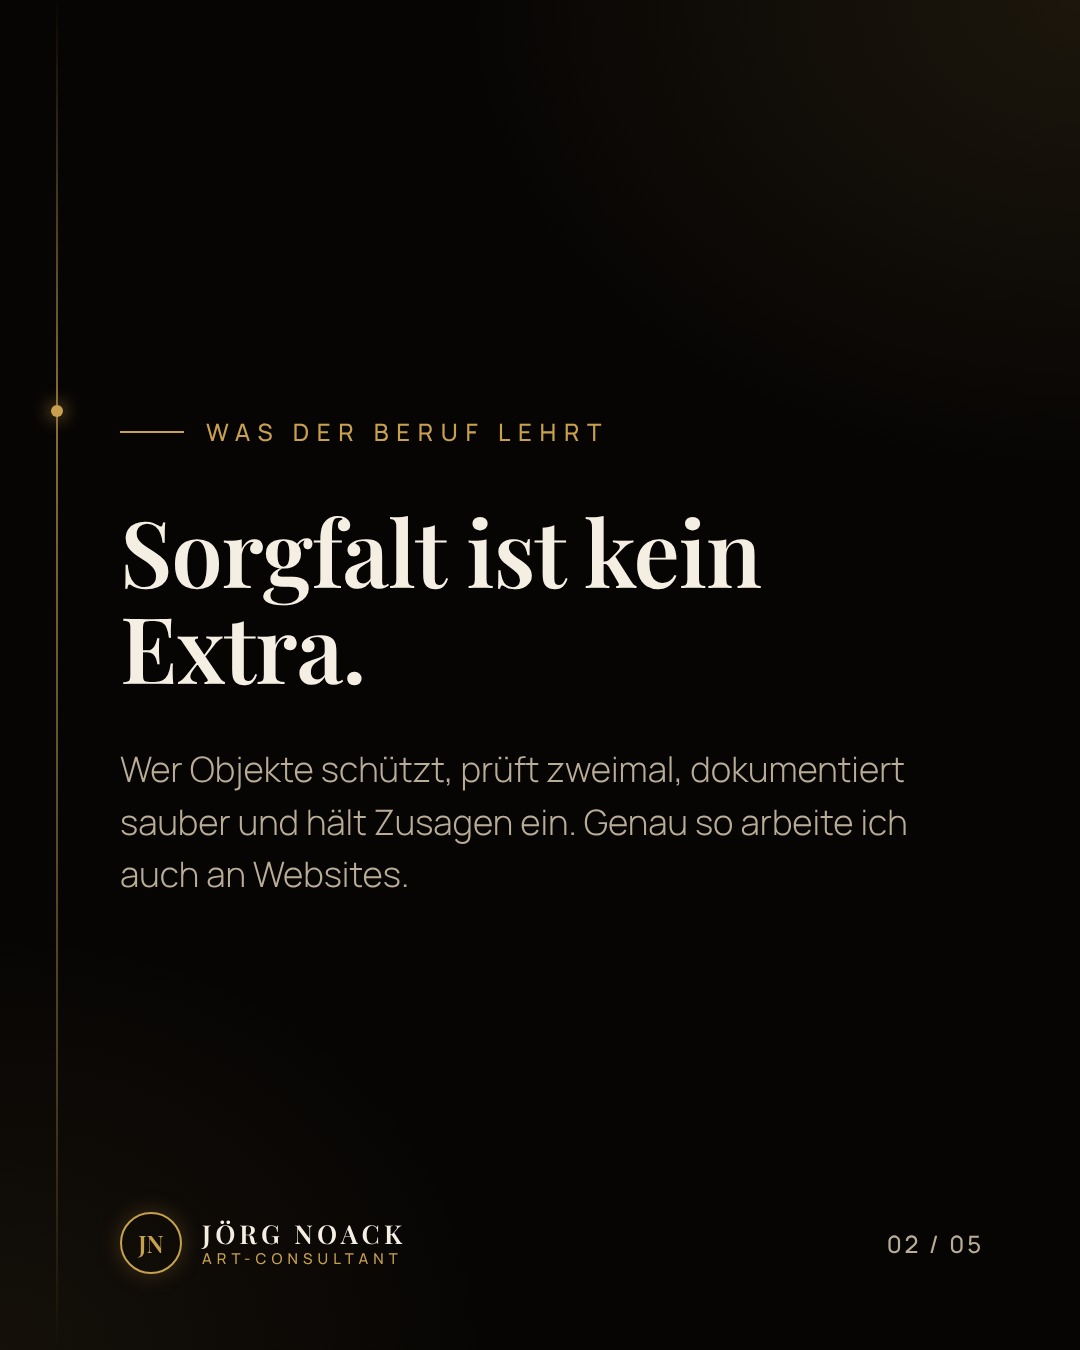 WAS DER BERUF LEHRT
Sorgfalt ist kein
Extra.
Wer Objekte schützt, prüft zweimal, dokumentiert
sauber und hält Zusagen ein. Genau so arbeite ich
auch an Websites.
JN
JÖRG NOACK
ART-CONSULTANT
02 / 05